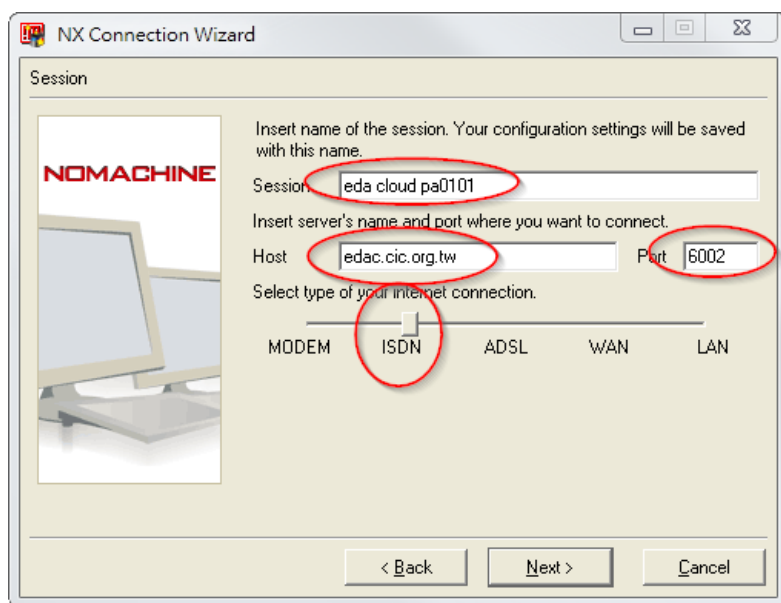 NX Connection Wizard
Session
Insert name of the session. Your configuration settings will be saved
with this name.
NOMACHINE
Session eda cloud pa0101
Insert server's name and port where you want to connect.
Host edac.cic.org.tw Port 6002
Select type of your internet connection.
MODEM ISDN ADSL WAN LAN
< Back Next > Cancel